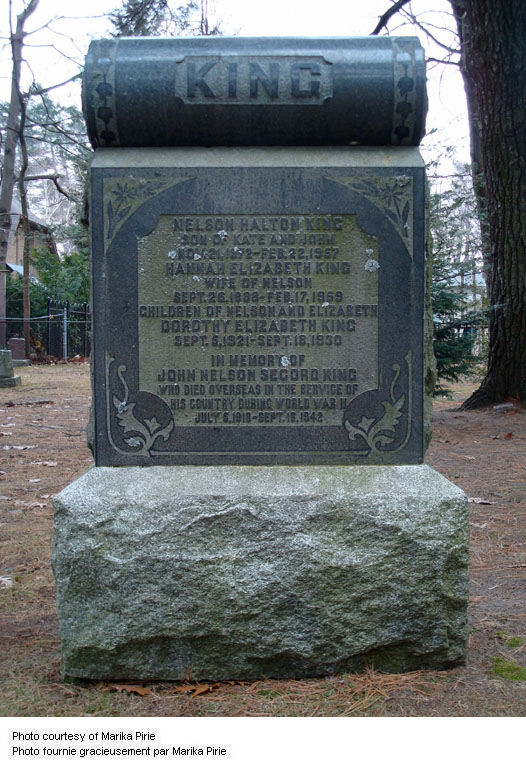 KING
NELSON HALTON KING
SON OF KATE AND JOHN
NOV. 21, 1872-FEB. 22, 1957
HANNAH ELIZABETH KING
WIFE OF NELSON
SEPT. 26, 1888-FEB. 17, 1969
CHILDREN OF NELSON AND ELIZABETH
DOROTHY ELIZABETH KING
SEPT. 5, 1921-SEPT. 18, 1930
IN MEMORY OF
JOHN NELSON SECORD KING
WHO DIED OVERSEAS IN THE SERVICE OF
HIS COUNTRY DURING WORLD WAR II
JULY 6, 1919-SEPT. 16, 1942
Photo courtesy of Marika Pirie
Photo fournie gracieusement par Marika Pirie